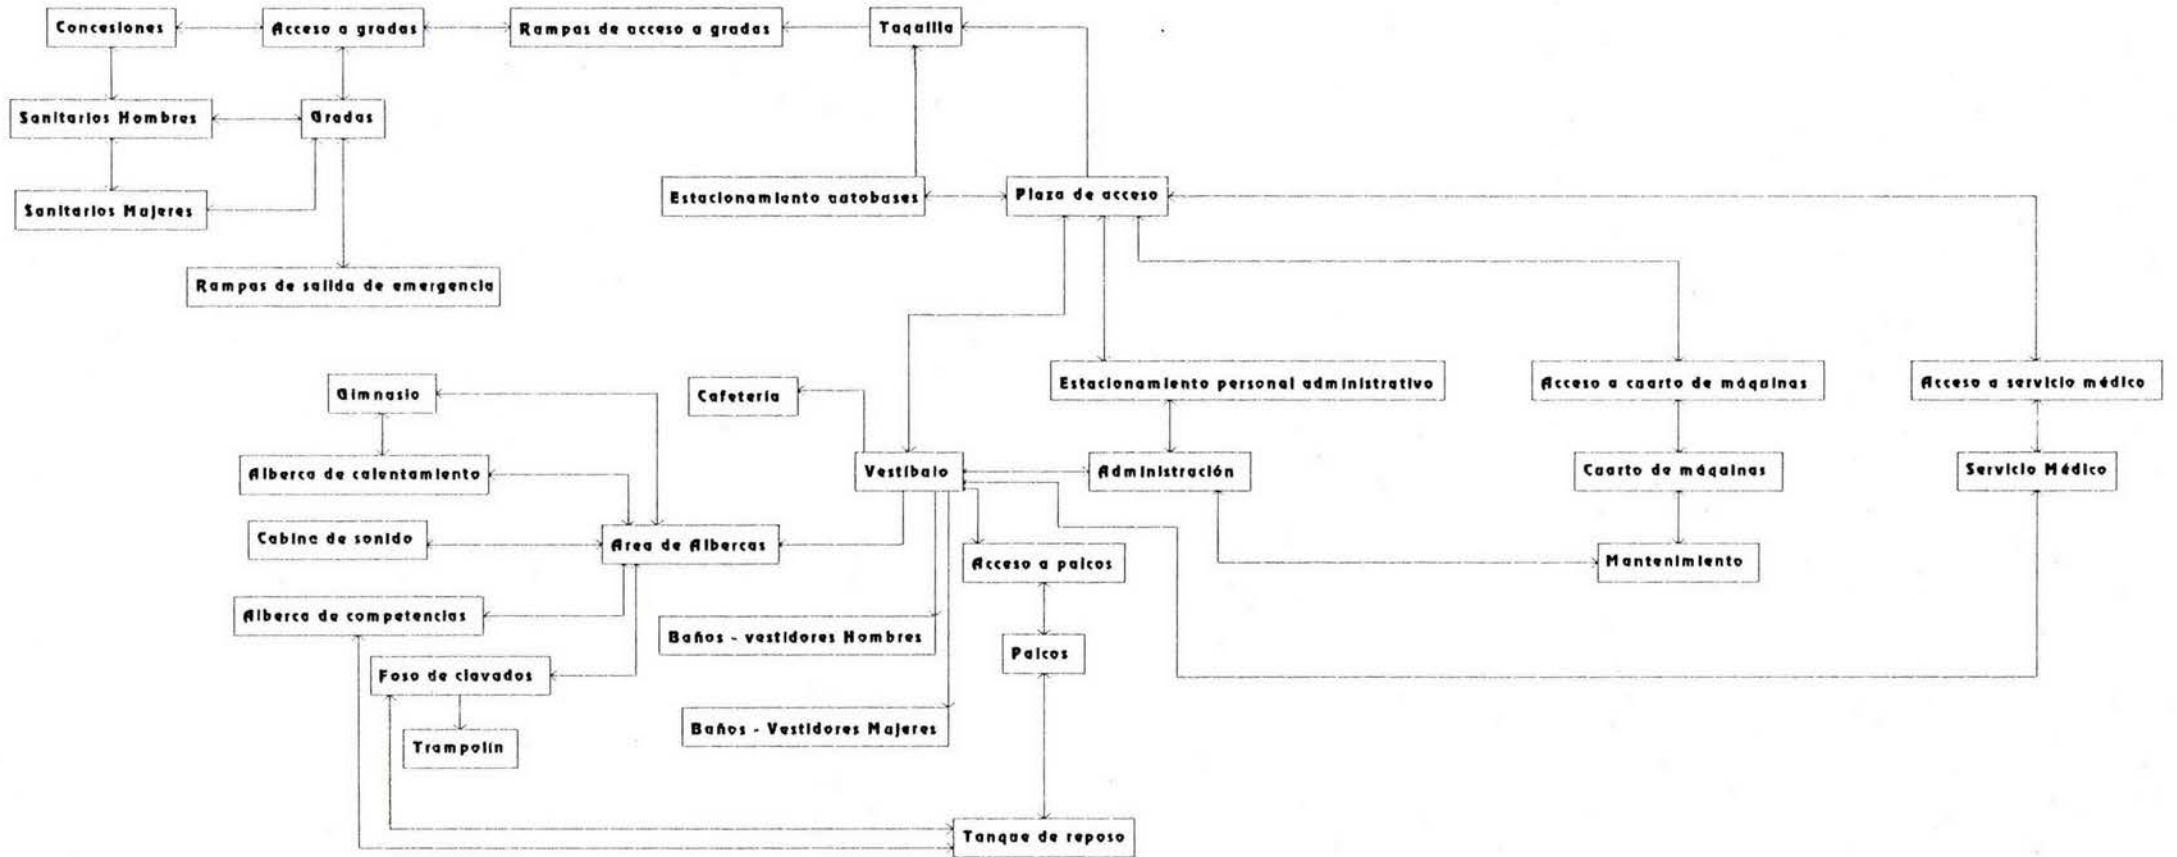 Concesiones
Acceso a gradas
Rampas de acceso a gradas
Taquilla
Sanitarios Hombres
Gradas
Sanitarios Mujeres
Estacionamiento autobuses
Plaza de acceso
Rampas de salida de emergencia
Gimnasio
Cafetería
Estacionamiento personal administrativo
Acceso a cuarto de máquinas
Acceso a servicio médico
Alberca de calentamiento
Vestíbulo
Administración
Cuarto de máquinas
Servicio Médico
Cabina de sonido
Area de Albercas
Acceso a palcos
Mantenimiento
Alberca de competencias
Baños - vestidores Hombres
Palcos
Foso de clavados
Baños - Vestidores Mujeres
Trampolín
Tanque de reposo